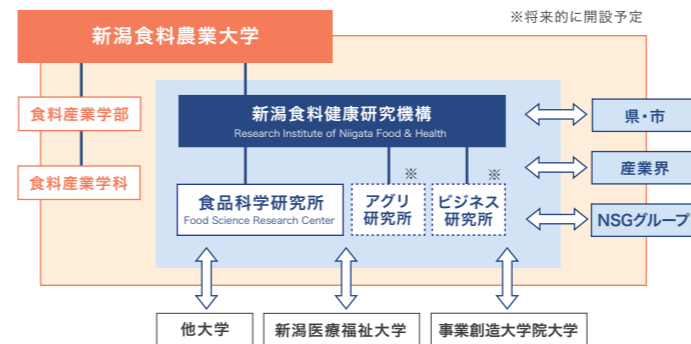 ※将来的に開設予定
新潟食料農業大学
食料産業学部
食料産業学科
新潟食料健康研究機構
Research Institute of Niigata Food & Health
食品科学研究所
Food Science Research Center
※
アグリ
研究所
※
ビジネス
研究所
県・市
産業界
NSGグループ
他大学
新潟医療福祉大学
事業創造大学院大学